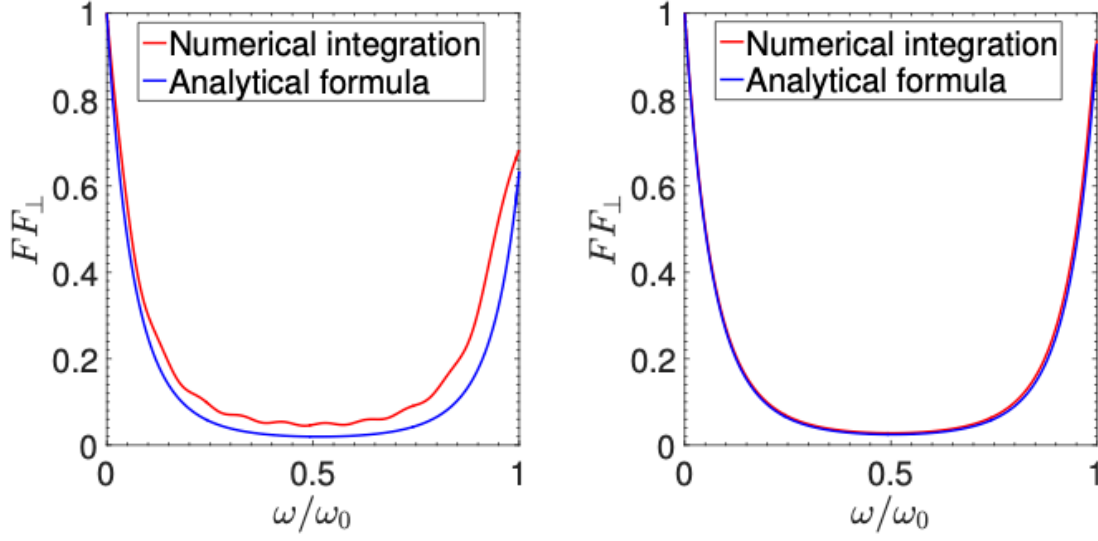 Numerical integration
Analytical formula
1
0.8
0.6
0.4
0.2
0
FF⊥
0
0.5
1
ω/ω₀
Numerical integration
Analytical formula
1
0.8
0.6
0.4
0.2
0
FF⊥
0
0.5
1
ω/ω₀